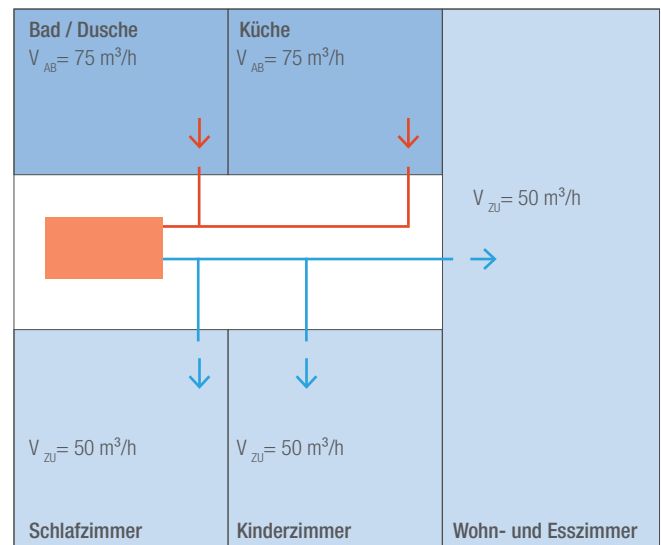 Bad / Dusche
V AB= 75 m³/h
Küche
V AB= 75 m³/h
V ZU= 50 m³/h
V ZU= 50 m³/h
V ZU= 50 m³/h
Schlafzimmer
Kinderzimmer
Wohn- und Esszimmer